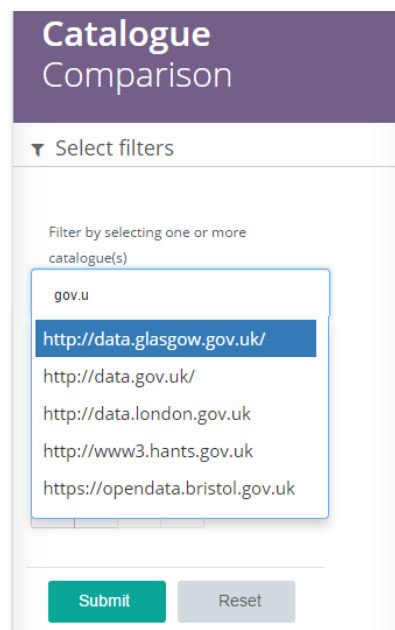 Catalogue
Comparison
Select filters
Filter by selecting one or more
catalogue(s)
gov.u
http://data.glasgow.gov.uk/
http://data.gov.uk/
http://data.london.gov.uk
http://www3.hants.gov.uk
https://opendata.bristol.gov.uk
Submit
Reset